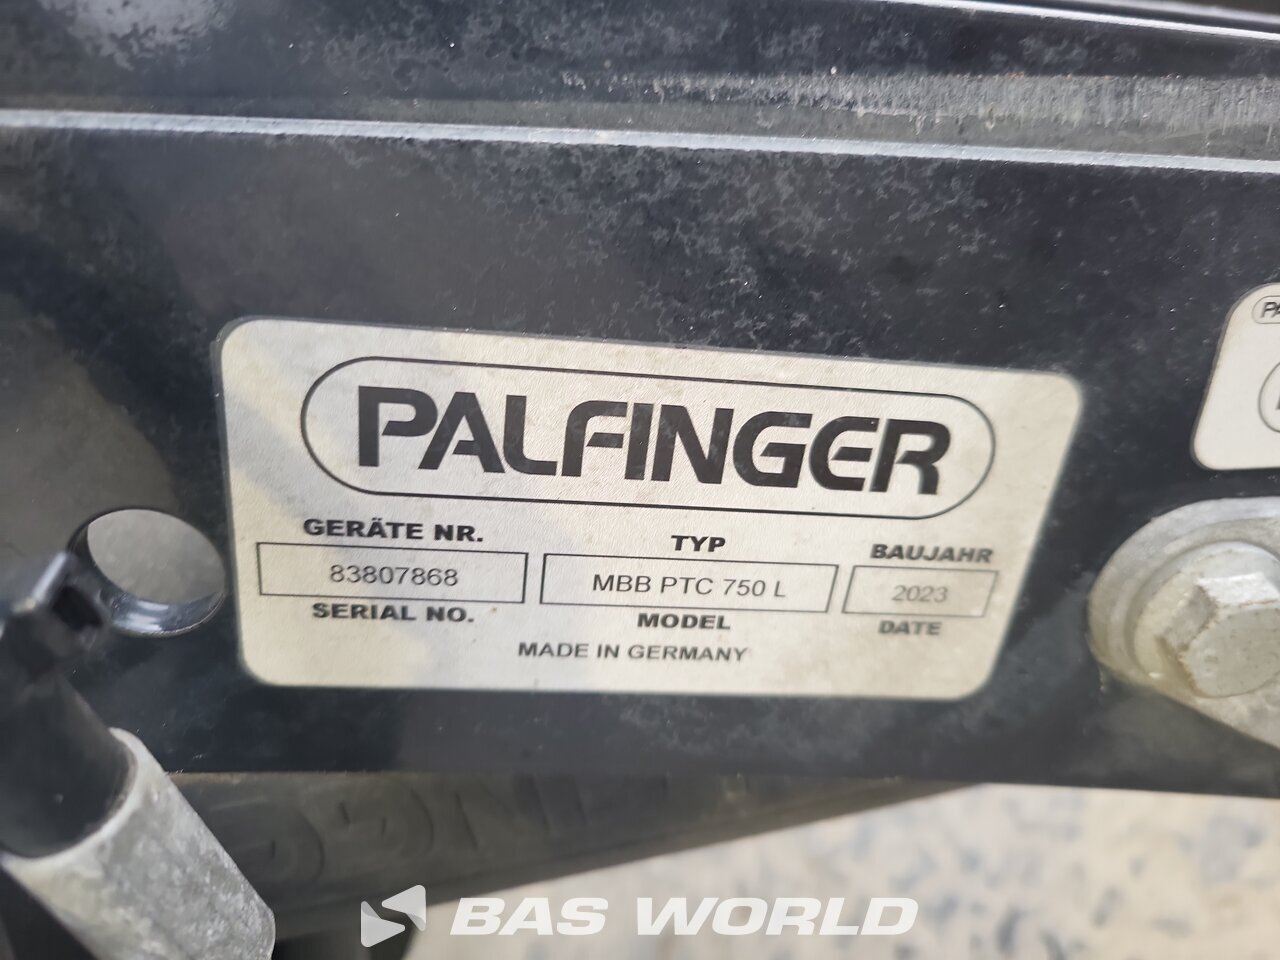 PALFINGER
GERÄTE NR. TYP BAUJAHR
83807868 MBB PTC 750 L 2023
SERIAL NO. MODEL DATE
MADE IN GERMANY
BAS WORLD